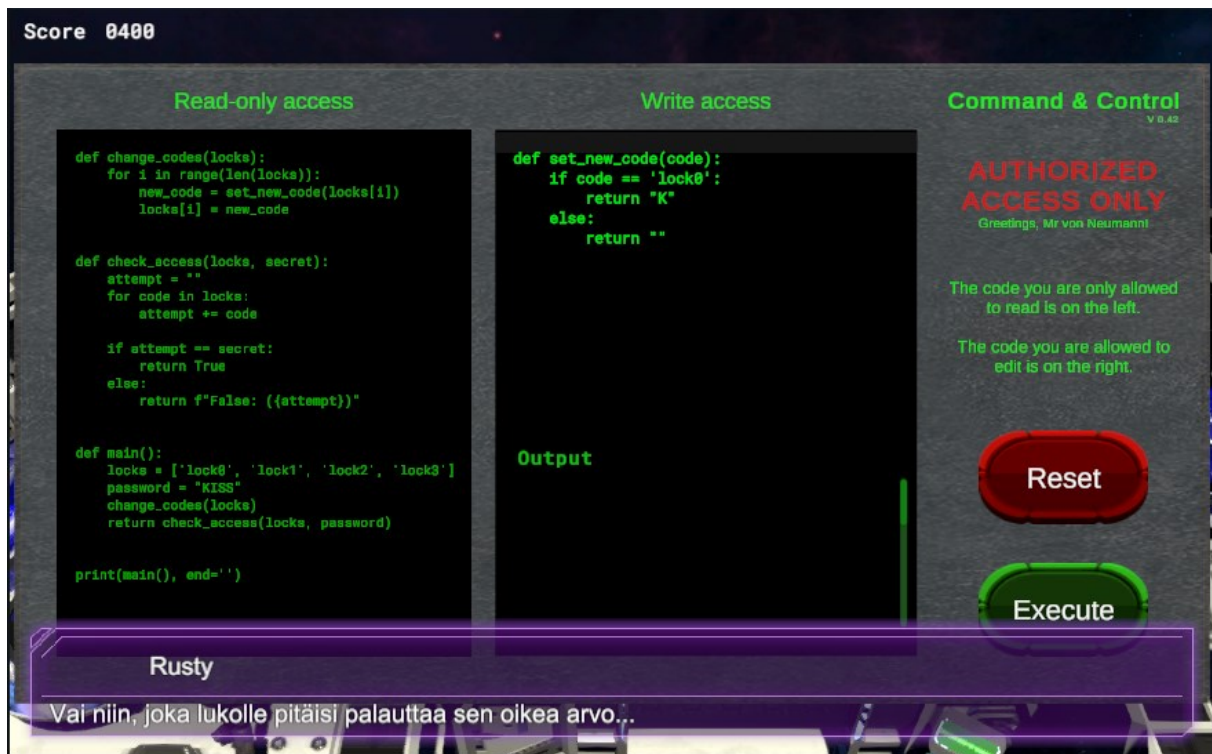 Score 0400
Read-only access
def change_codes(locks):
    for i in range(len(locks)):
        new_code = set_new_code(locks[i])
        locks[i] = new_code
def check_access(locks, secret):
    attempt = ""
    for code in locks:
        attempt += code
    if attempt == secret:
        return True
    else:
        return f"False: ({attempt})"
def main():
    locks = ['lock0', 'lock1', 'lock2', 'lock3']
    password = "KISS"
    change_codes(locks)
    return check_access(locks, password)
print(main(), end='')
Write access
def set_new_code(code):
    if code == 'lock0':
        return "K"
    else:
        return ""
Output
Command & Control
V 0.42
AUTHORIZED
ACCESS ONLY
Greetings, Mr von Neumann!
The code you are only allowed
to read is on the left.
The code you are allowed to
edit is on the right.
Reset
Execute
Rusty
Vai niin, joka lukolle pitäisi palauttaa sen oikea arvo...